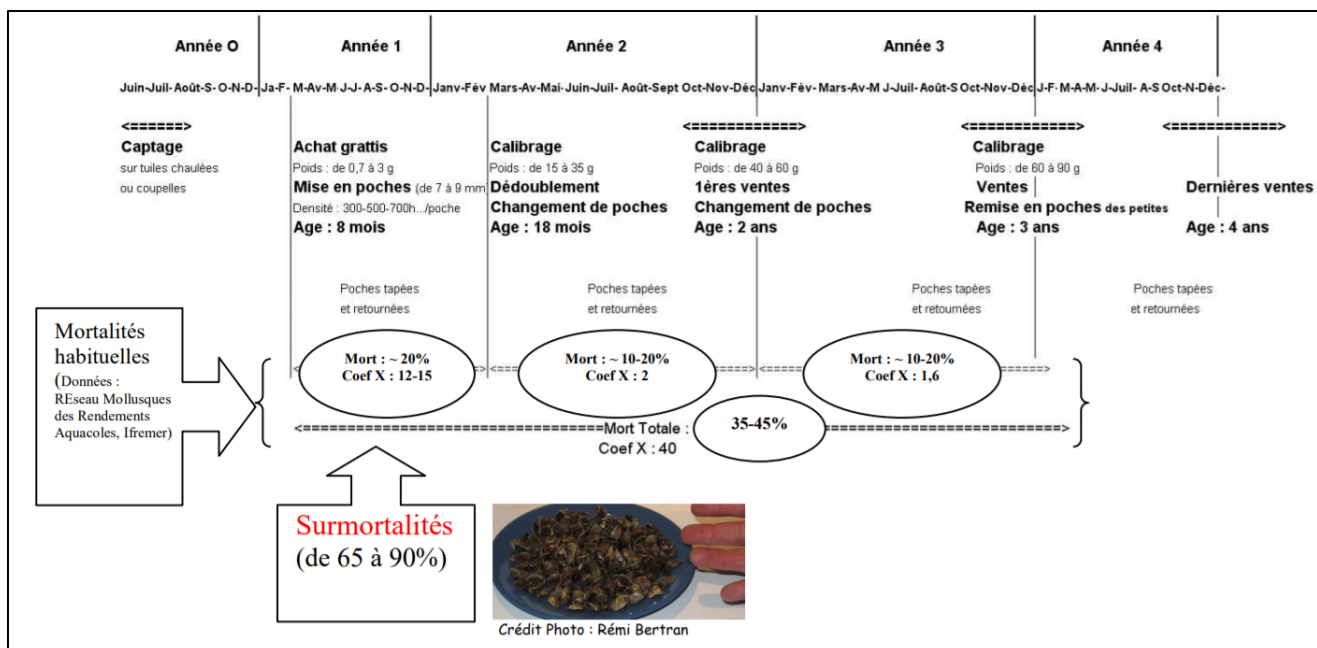 Année O
Année 1
Année 2
Année 3
Année 4
Juin-Juil- Août-S- O-N-D- Ja-F- M-Av-M J-J- A-S- O-N-D- Janv-Fév Mars-Av-Mai- Juin-Juil- Août-Sept Oct-Nov-Déc Janv-Fév- Mars-Av-M J-Juil- Août-S Oct-Nov-Déc J-F M-A-M- J-Juil- A-S Oct-N-Déc-
Captage
sur tuiles chaulées
ou coupelles
Achat grattis
Poids : de 0,7 à 3 g
Mise en poches (de 7 à 9 mm)
Densité : 300-500-700h.../poche
Age : 8 mois
Calibrage
Poids : de 15 à 35 g
Dédoublement
Changement de poches
Age : 18 mois
Calibrage
Poids : de 40 à 60 g
1ères ventes
Changement de poches
Age : 2 ans
Calibrage
Poids : de 60 à 90 g
Ventes
Remise en poches des petites
Age : 3 ans
Dernières ventes
Age : 4 ans
Poches tapées
et retournées
Poches tapées
et retournées
Poches tapées
et retournées
Poches tapées
et retournées
Mortalités
habituelles
(Données :
REseau Mollusques
des Rendements
Aquacoles, Ifremer)
Mort : ~ 20%
Coef X : 12-15
Mort : ~ 10-20%
Coef X : 2
Mort : ~ 10-20%
Coef X : 1,6
Mort Totale :
Coef X : 40
35-45%
Surmortalités
(de 65 à 90%)
Crédit Photo : Rémi Bertran